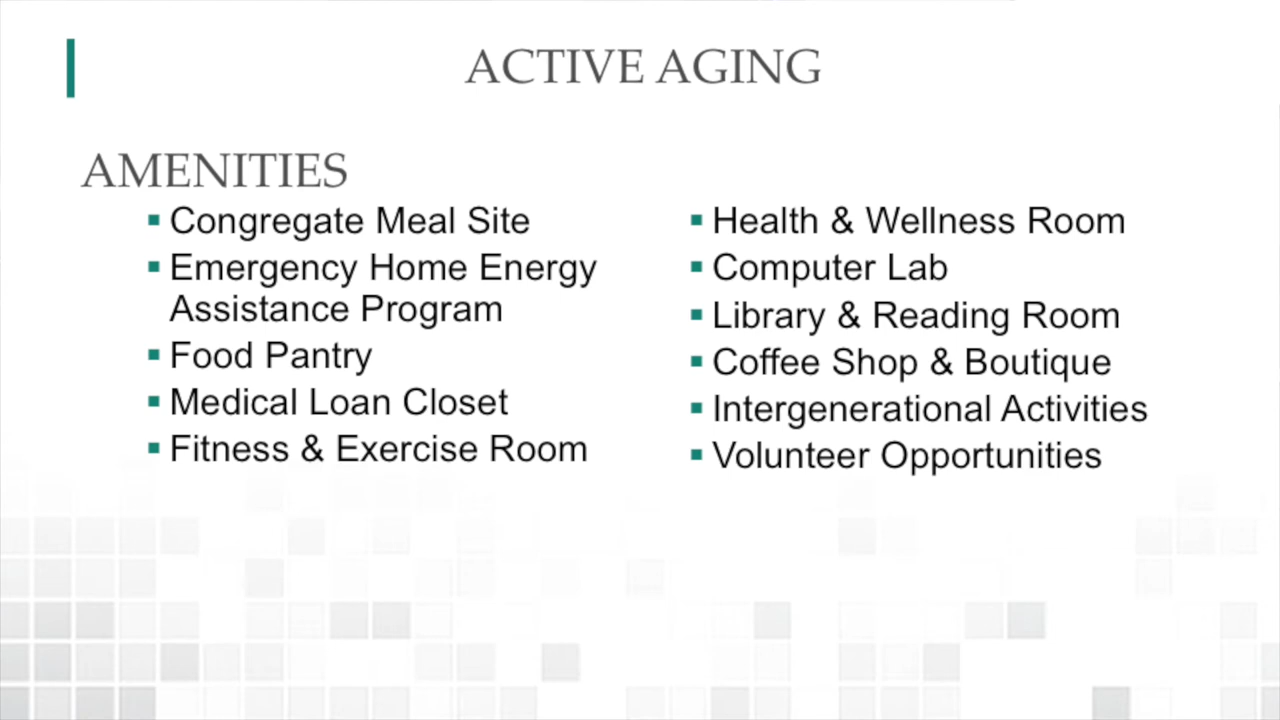 ACTIVE AGING
AMENITIES
Congregate Meal Site
Emergency Home Energy
Assistance Program
Food Pantry
Medical Loan Closet
Fitness & Exercise Room
Health & Wellness Room
Computer Lab
Library & Reading Room
Coffee Shop & Boutique
Intergenerational Activities
Volunteer Opportunities